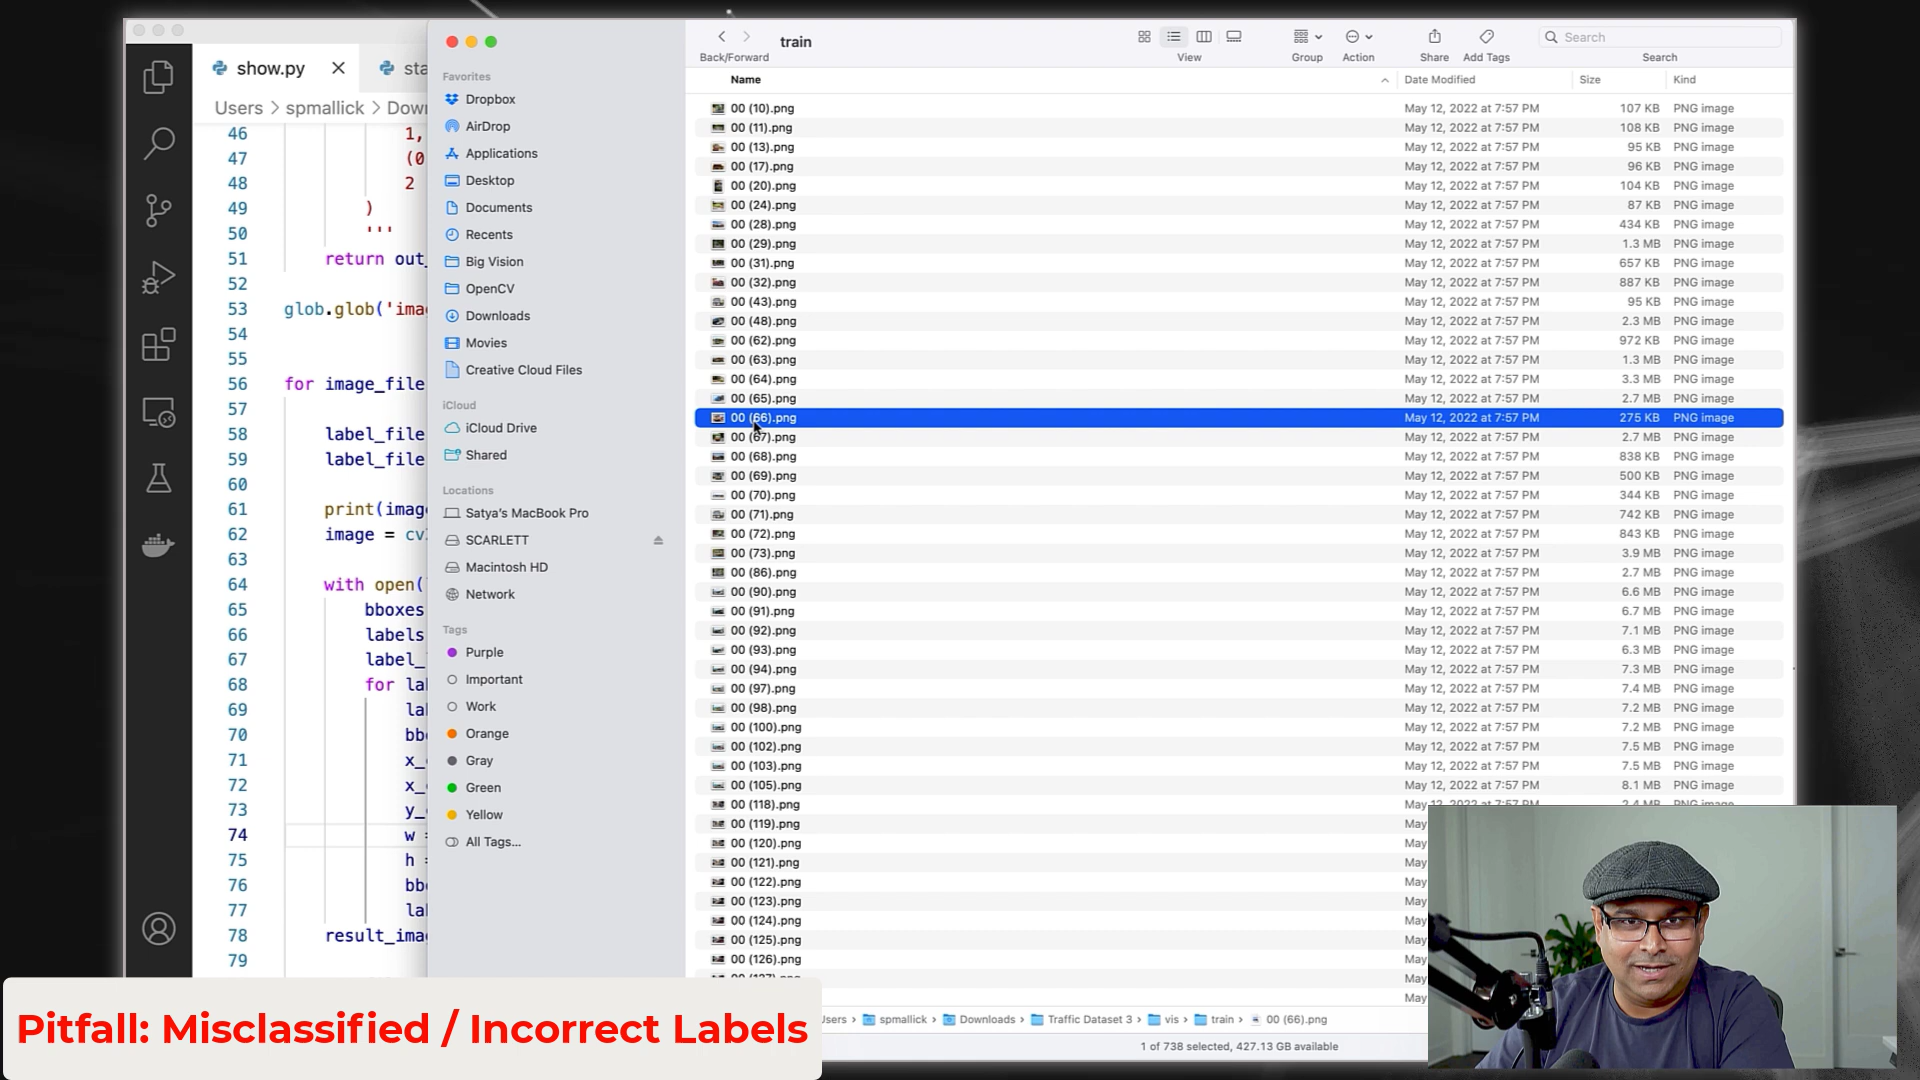 show.py
sta
Users > spmallick > Down
46 1,
47 (0
48 2
49 )
50 '''
51 return out_
52
53 glob.glob('imag
54
55
56 for image_file
57
58 label_file
59 label_file
60
61 print(imag
62 image = cv
63
64 with open(
65 bboxes
66 labels
67 label_
68 for la
69 la
70 bb
71 x_
72 x_
73 y_
74 w =
75 h =
76 bb
77 la
78 result_ima
79
Favorites
Dropbox
AirDrop
Applications
Desktop
Documents
Recents
Big Vision
OpenCV
Downloads
Movies
Creative Cloud Files
iCloud
iCloud Drive
Shared
Locations
Satya's MacBook Pro
SCARLETT
Macintosh HD
Network
Tags
Purple
Important
Work
Orange
Gray
Green
Yellow
All Tags...
train
Back/Forward View Group Action Share Add Tags Search
Search
Name Date Modified Size Kind
00 (10).png May 12, 2022 at 7:57 PM 107 KB PNG image
00 (11).png May 12, 2022 at 7:57 PM 108 KB PNG image
00 (13).png May 12, 2022 at 7:57 PM 95 KB PNG image
00 (17).png May 12, 2022 at 7:57 PM 96 KB PNG image
00 (20).png May 12, 2022 at 7:57 PM 104 KB PNG image
00 (24).png May 12, 2022 at 7:57 PM 87 KB PNG image
00 (28).png May 12, 2022 at 7:57 PM 434 KB PNG image
00 (29).png May 12, 2022 at 7:57 PM 1.3 MB PNG image
00 (31).png May 12, 2022 at 7:57 PM 657 KB PNG image
00 (32).png May 12, 2022 at 7:57 PM 887 KB PNG image
00 (43).png May 12, 2022 at 7:57 PM 95 KB PNG image
00 (48).png May 12, 2022 at 7:57 PM 2.3 MB PNG image
00 (62).png May 12, 2022 at 7:57 PM 972 KB PNG image
00 (63).png May 12, 2022 at 7:57 PM 1.3 MB PNG image
00 (64).png May 12, 2022 at 7:57 PM 3.3 MB PNG image
00 (65).png May 12, 2022 at 7:57 PM 2.7 MB PNG image
00 (66).png May 12, 2022 at 7:57 PM 275 KB PNG image
00 (67).png May 12, 2022 at 7:57 PM 2.7 MB PNG image
00 (68).png May 12, 2022 at 7:57 PM 838 KB PNG image
00 (69).png May 12, 2022 at 7:57 PM 500 KB PNG image
00 (70).png May 12, 2022 at 7:57 PM 344 KB PNG image
00 (71).png May 12, 2022 at 7:57 PM 742 KB PNG image
00 (72).png May 12, 2022 at 7:57 PM 843 KB PNG image
00 (73).png May 12, 2022 at 7:57 PM 3.9 MB PNG image
00 (86).png May 12, 2022 at 7:57 PM 2.7 MB PNG image
00 (90).png May 12, 2022 at 7:57 PM 6.6 MB PNG image
00 (91).png May 12, 2022 at 7:57 PM 6.7 MB PNG image
00 (92).png May 12, 2022 at 7:57 PM 7.1 MB PNG image
00 (93).png May 12, 2022 at 7:57 PM 6.3 MB PNG image
00 (94).png May 12, 2022 at 7:57 PM 7.3 MB PNG image
00 (97).png May 12, 2022 at 7:57 PM 7.4 MB PNG image
00 (98).png May 12, 2022 at 7:57 PM 7.2 MB PNG image
00 (100).png May 12, 2022 at 7:57 PM 7.2 MB PNG image
00 (102).png May 12, 2022 at 7:57 PM 7.5 MB PNG image
00 (103).png May 12, 2022 at 7:57 PM 7.5 MB PNG image
00 (105).png May 12, 2022 at 7:57 PM 8.1 MB PNG image
00 (118).png May 12, 2022 at 7:57 PM 2.4 MB PNG image
00 (119).png May
00 (120).png May
00 (121).png May
00 (122).png May
00 (123).png May
00 (124).png May
00 (125).png May
00 (126).png May
00 (127).png May
May
sers > spmallick > Downloads > Traffic Dataset 3 > vis > train > 00 (66).png
1 of 738 selected, 427.13 GB available
Pitfall: Misclassified / Incorrect Labels